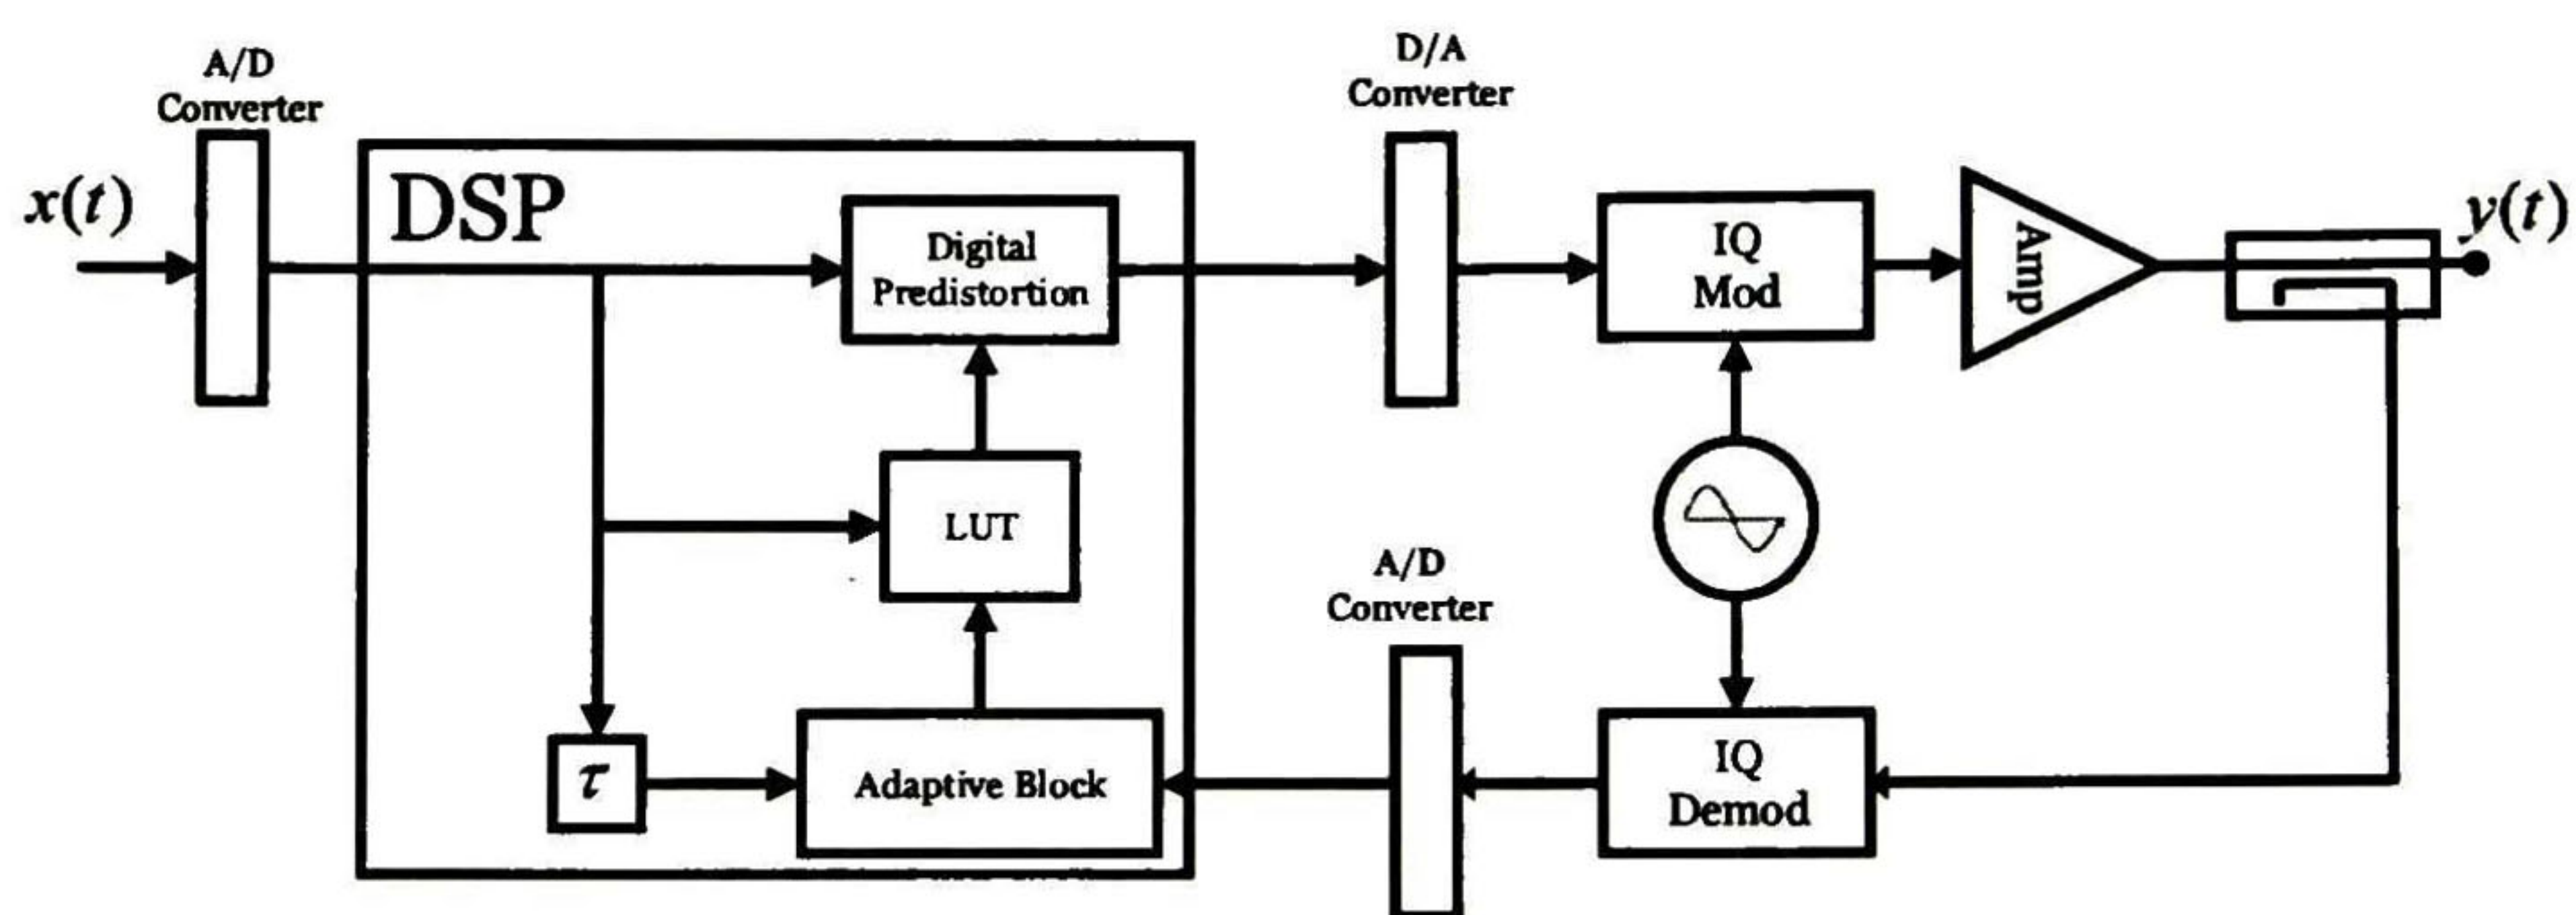 A/D
Converter
x(t)
DSP
Digital
Predistortion
LUT
τ
Adaptive Block
D/A
Converter
IQ
Mod
Amp
y(t)
A/D
Converter
IQ
Demod